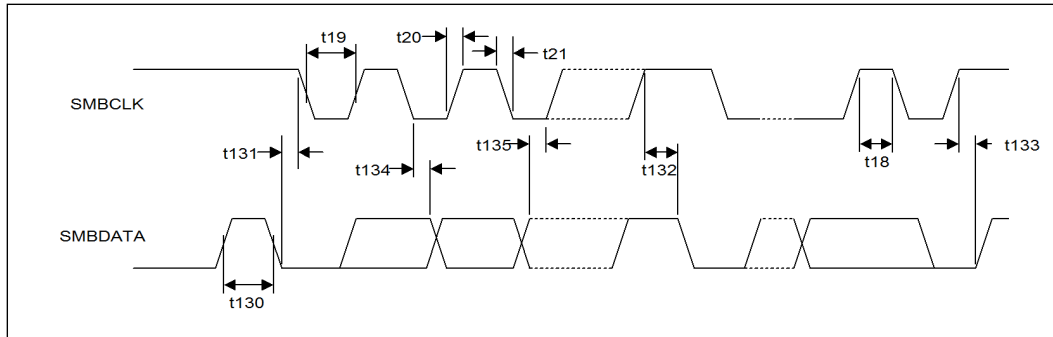 t19
t20
t21
SMBCLK
t131
t134
t135
t132
t18
t133
SMBDATA
t130